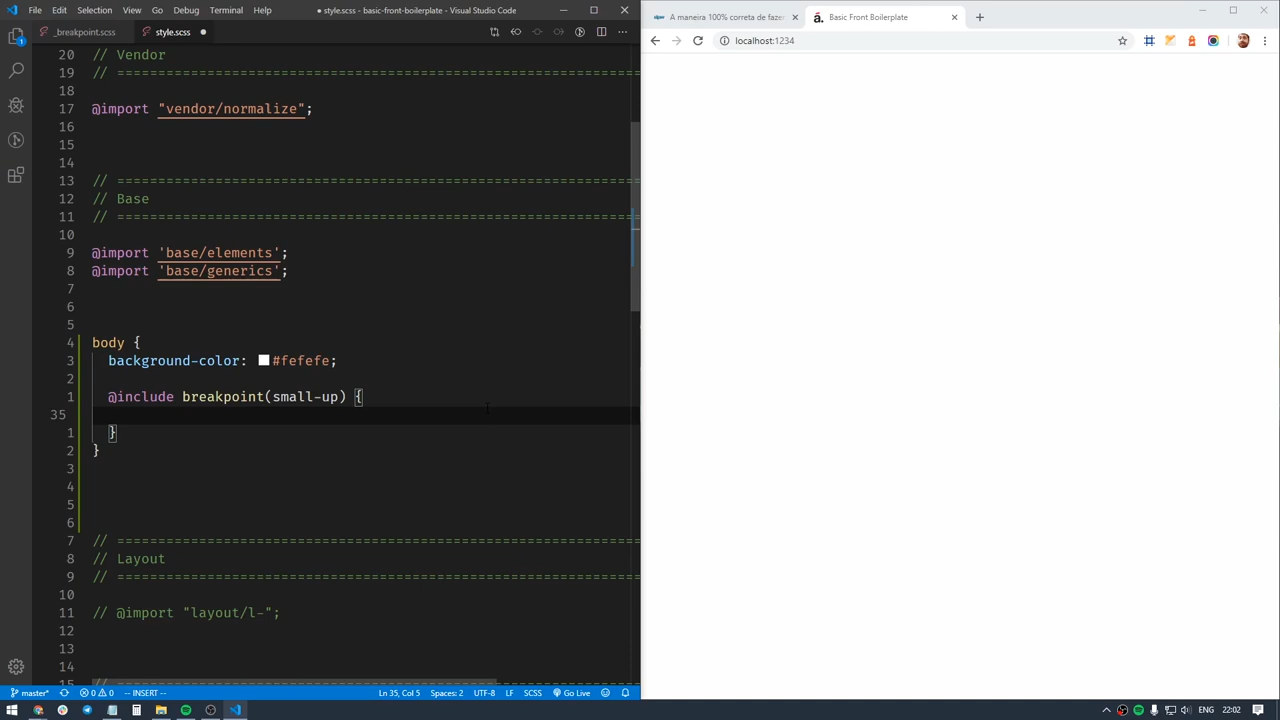 File Edit View Go Debug Terminal Help
● style.scss - basic-front-boilerplate - Visual Studio Code
_breakpoint.scss
style.scss
20 // Vendor
19 // ================================================================
18
17 @import "vendor/normalize";
16
15
14
13 // ================================================================
12 // Base
11 // ================================================================
10
9 @import 'base/elements';
8 @import 'base/generics';
7
6
5
4 body {
3 background-color: #fefefe;
2
1 @include breakpoint(small-up) {
35
1 }
2 }
3
4
5
6
7 // ================================================================
8 // Layout
9 // ================================================================
10
11 // @import "layout/l-";
12
13
14
15 // ================================================================
1
master* 0 0 -- INSERT -- Ln 35, Col 5 Spaces: 2 UTF-8 LF SCSS Go Live
A maneira 100% correta de fazer
Basic Front Boilerplate
localhost:1234
ENG 22:02